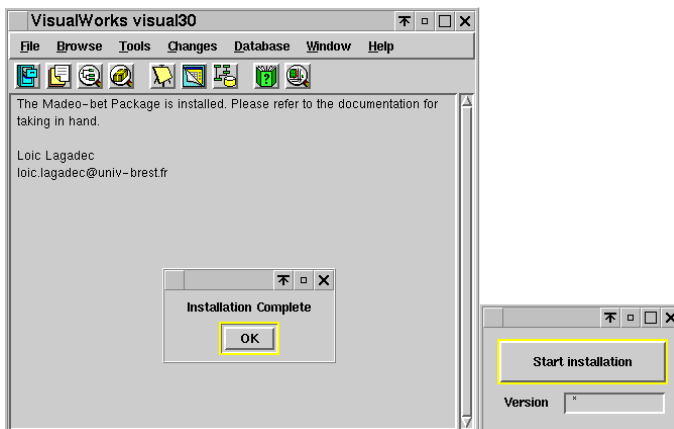 VisualWorks visual30
File Browse Tools Changes Database Window Help
The Madeo-bet Package is installed. Please refer to the documentation for
taking in hand.
Loic Lagadec
loic.lagadec@univ-brest.fr
Installation Complete
OK
Start installation
Version *